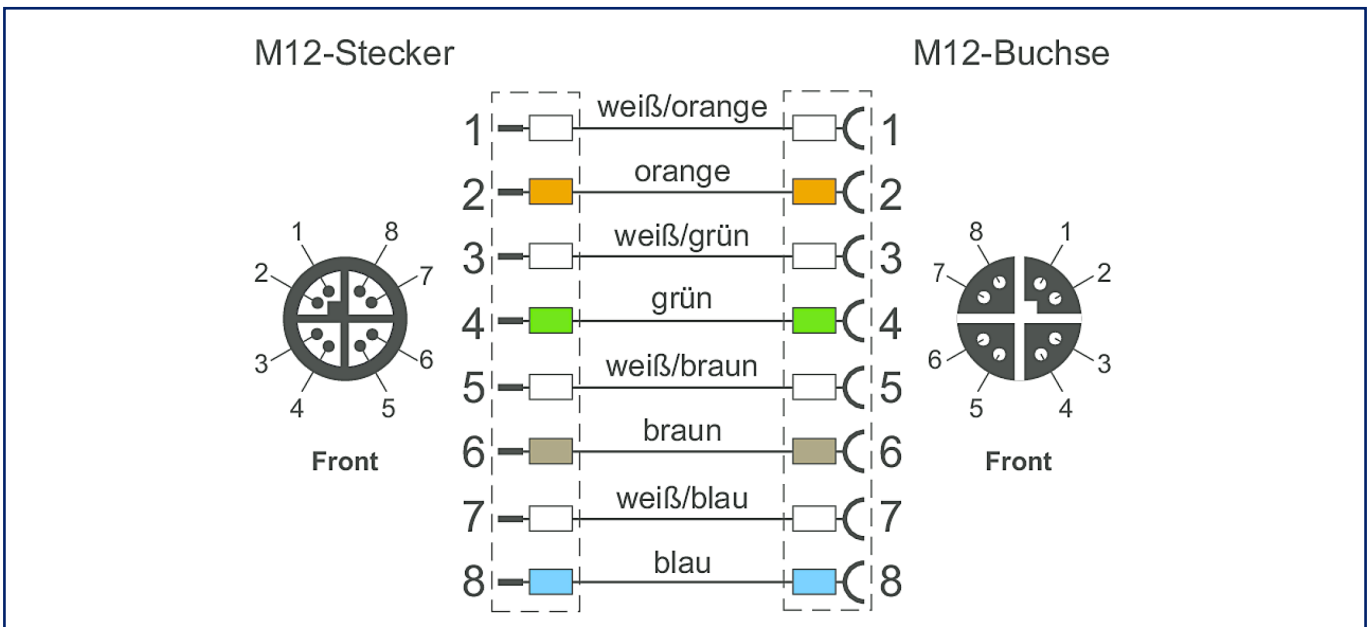 M12-Stecker
M12-Buchse
1 weiß/orange 1
2 orange 2
3 weiß/grün 3
4 grün 4
5 weiß/braun 5
6 braun 6
7 weiß/blau 7
8 blau 8
1 8
2 7
3 6
4 5
Front
8 1
7 2
6 3
5 4
Front